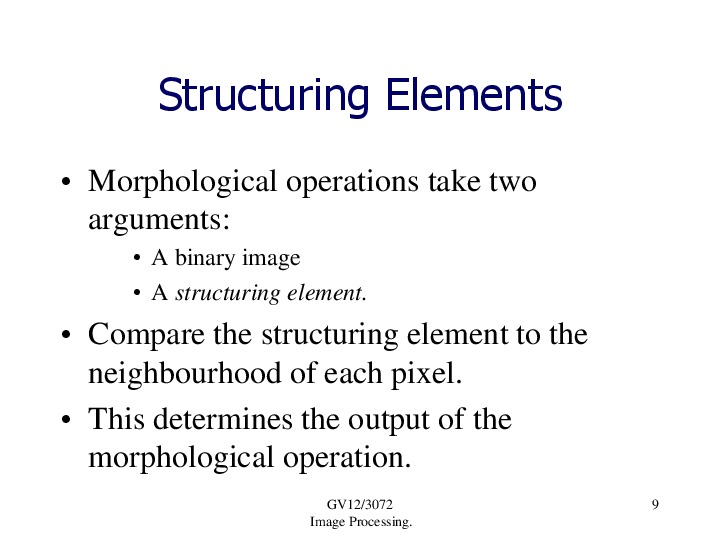 Structuring Elements
• Morphological operations take two
arguments:
• A binary image
• A structuring element.
• Compare the structuring element to the
neighbourhood of each pixel.
• This determines the output of the
morphological operation.
GV12/3072
Image Processing.
9